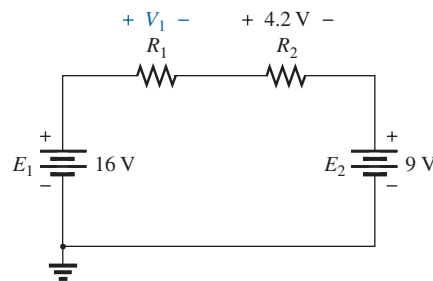 + V₁ − + 4.2 V −
R₁ R₂
+ +
E₁ 16 V E₂ 9 V
− −